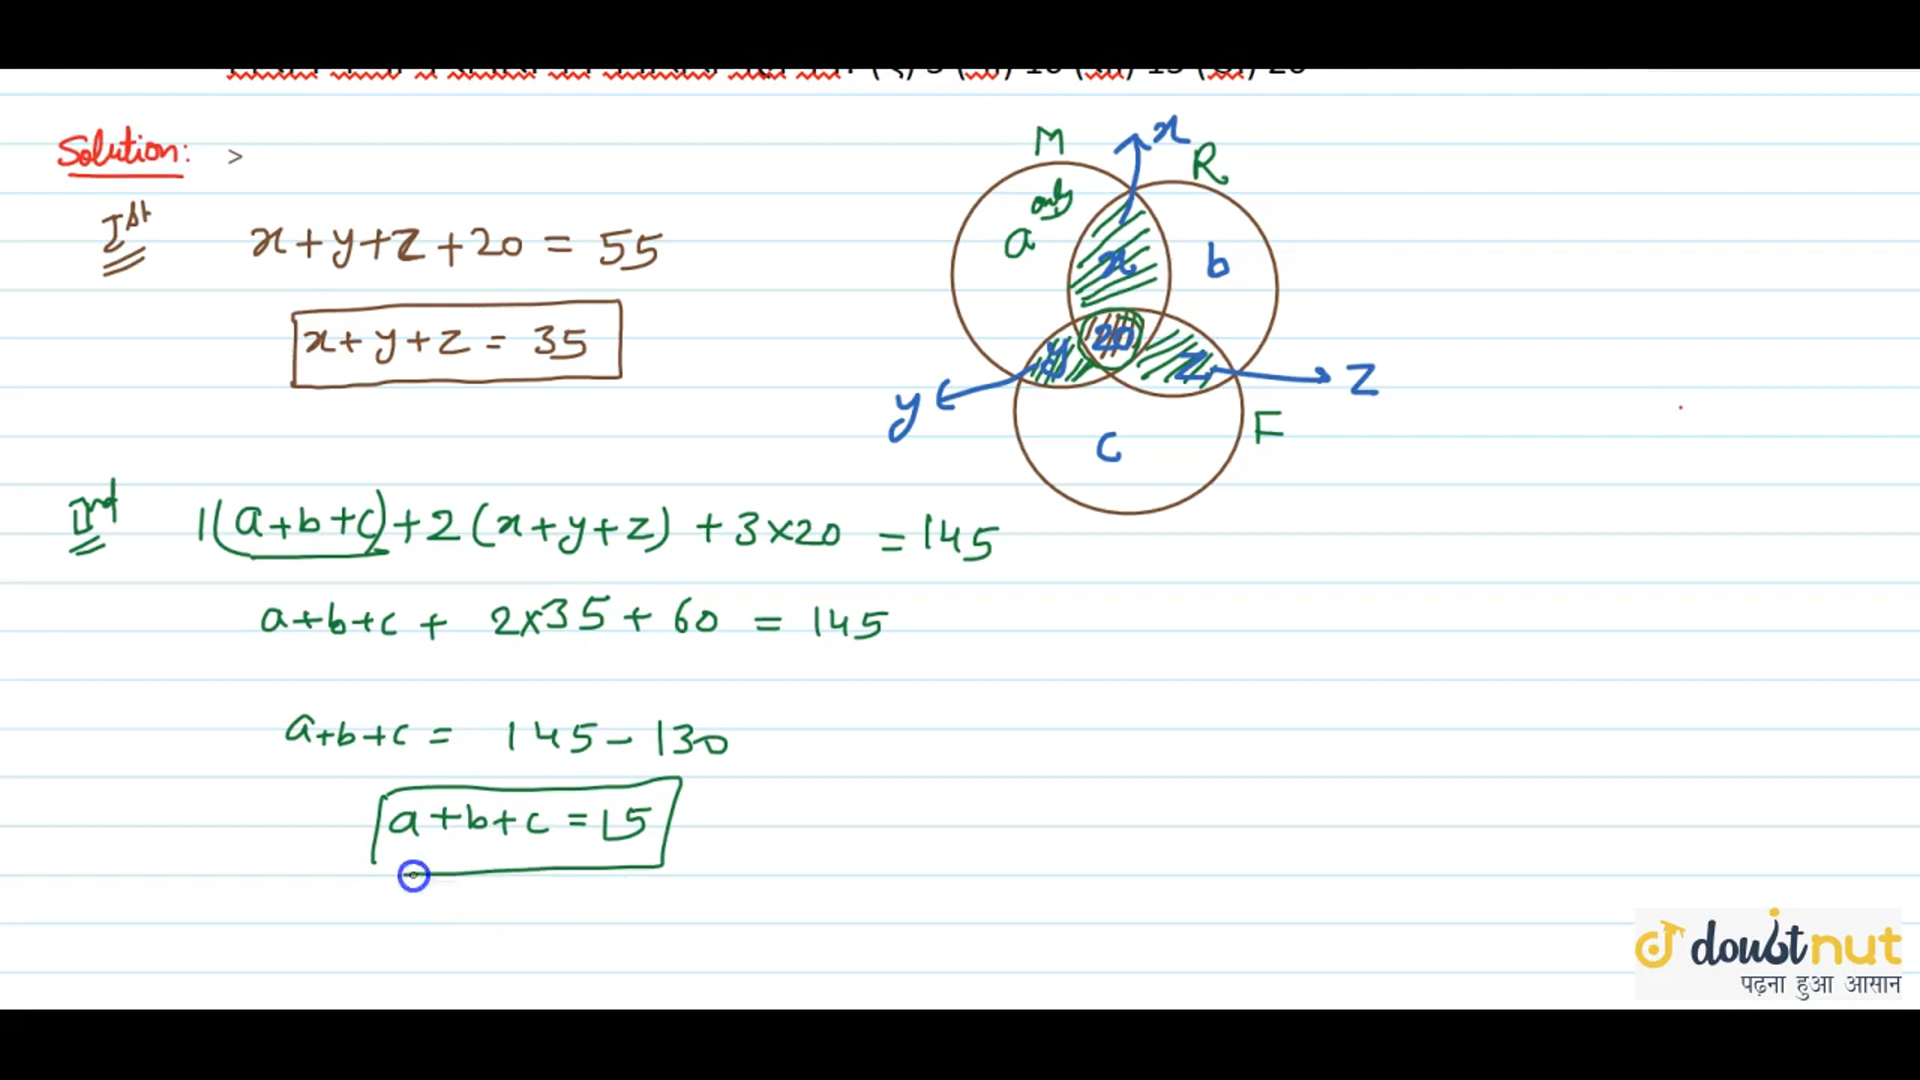 Solution: >
M
x
R
only
a
Ist
x+y+z+20 = 55
x
b
x+y+z = 35
20
y
z
y
z
c
F
IInd
1(a+b+c)+2(x+y+z) +3×20 =145
a+b+c + 2×35+ 60 = 145
a+b+c = 145-130
a+b+c =15
doubtnut
पढ़ना हुआ आसान